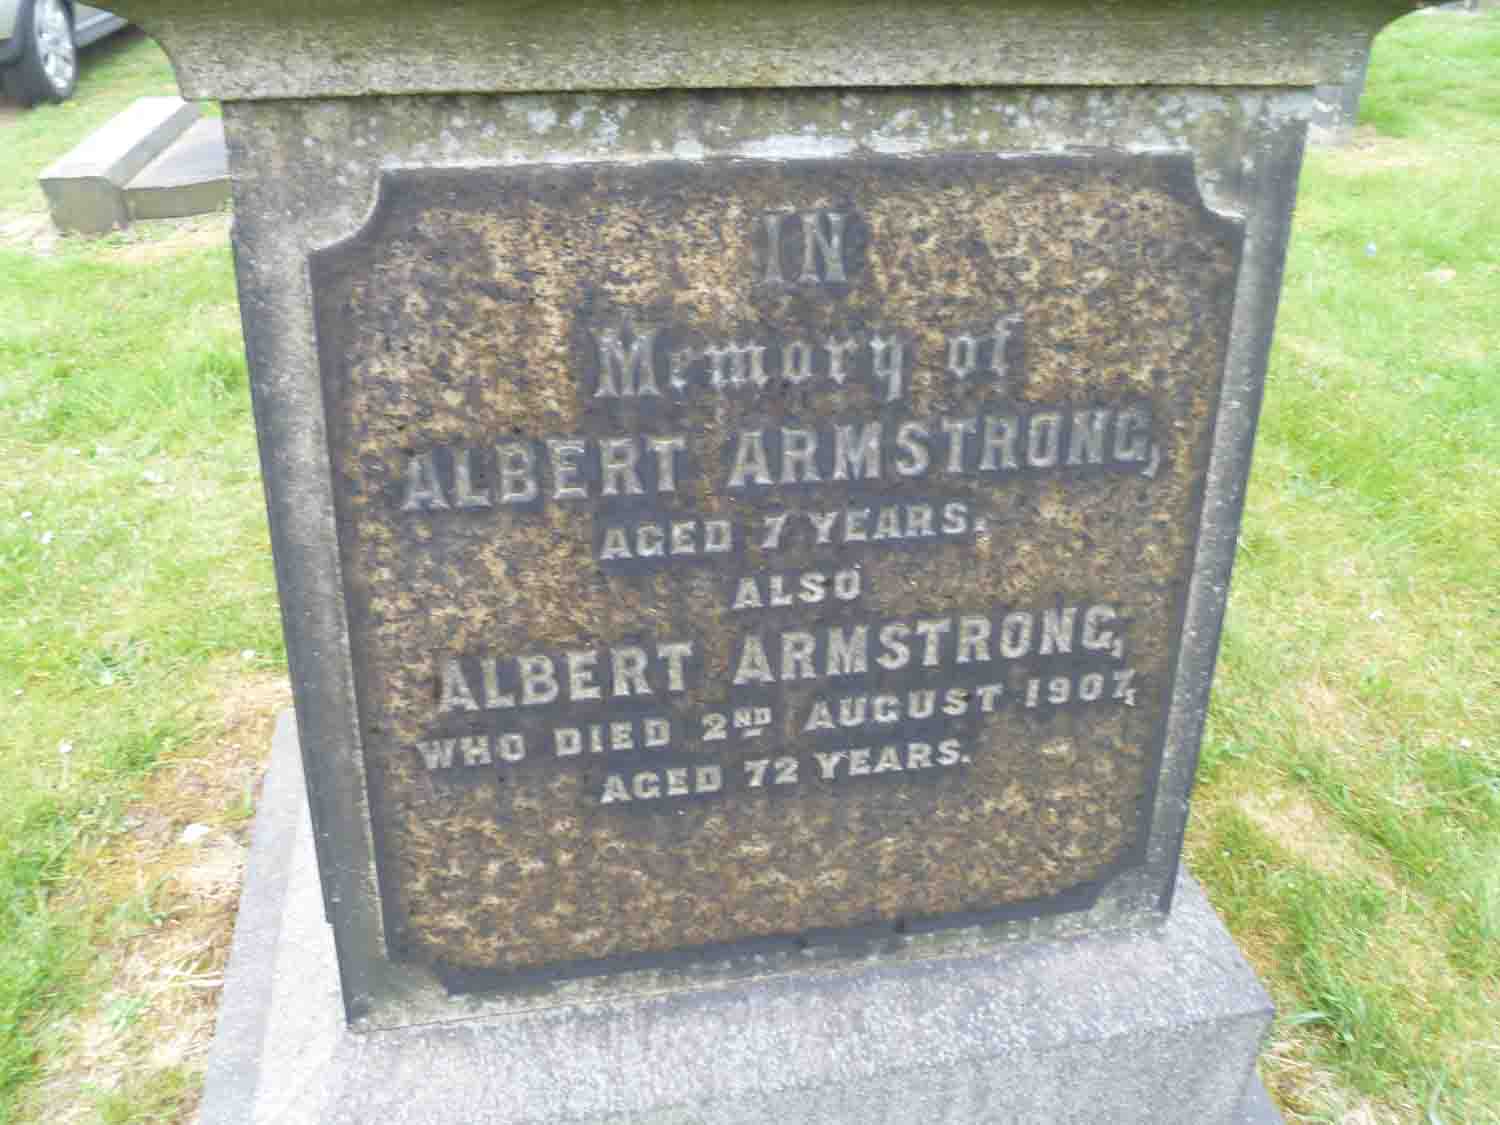 IN
Memory of
ALBERT ARMSTRONG,
AGED 7 YEARS.
ALSO
ALBERT ARMSTRONG,
WHO DIED 2ND AUGUST 1907,
AGED 72 YEARS.